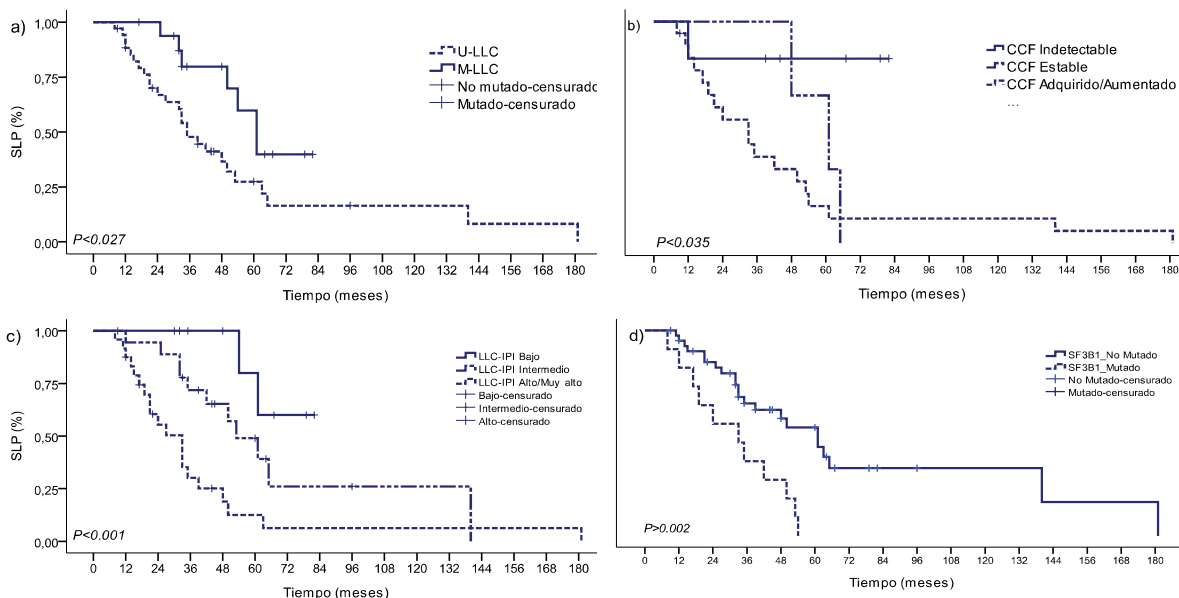 a)
1,00
0,75
0,50
0,25
0,00
SLP (%)
U-LLC
M-LLC
No mutado-censurado
Mutado-censurado
P<0.027
0 12 24 36 48 60 72 84 96 108 120 132 144 156 168 180
Tiempo (meses)
b)
CCF Indetectable
CCF Estable
CCF Adquirido/Aumentado
...
P<0.035
0 12 24 36 48 60 72 84 96 108 120 132 144 156 168 180
Tiempo (meses)
c)
1,00
0,75
0,50
0,25
0,00
SLP (%)
LLC-IPI Bajo
LLC-IPI Intermedio
LLC-IPI Alto/Muy alto
Bajo-censurado
Intermedio-censurado
Alto-censurado
P<0.001
0 12 24 36 48 60 72 84 96 108 120 132 144 156 168 180
Tiempo (meses)
d)
SF3B1_No Mutado
SF3B1_Mutado
No Mutado-censurado
Mutado-censurado
P>0.002
0 12 24 36 48 60 72 84 96 108 120 132 144 156 168 180
Tiempo (meses)